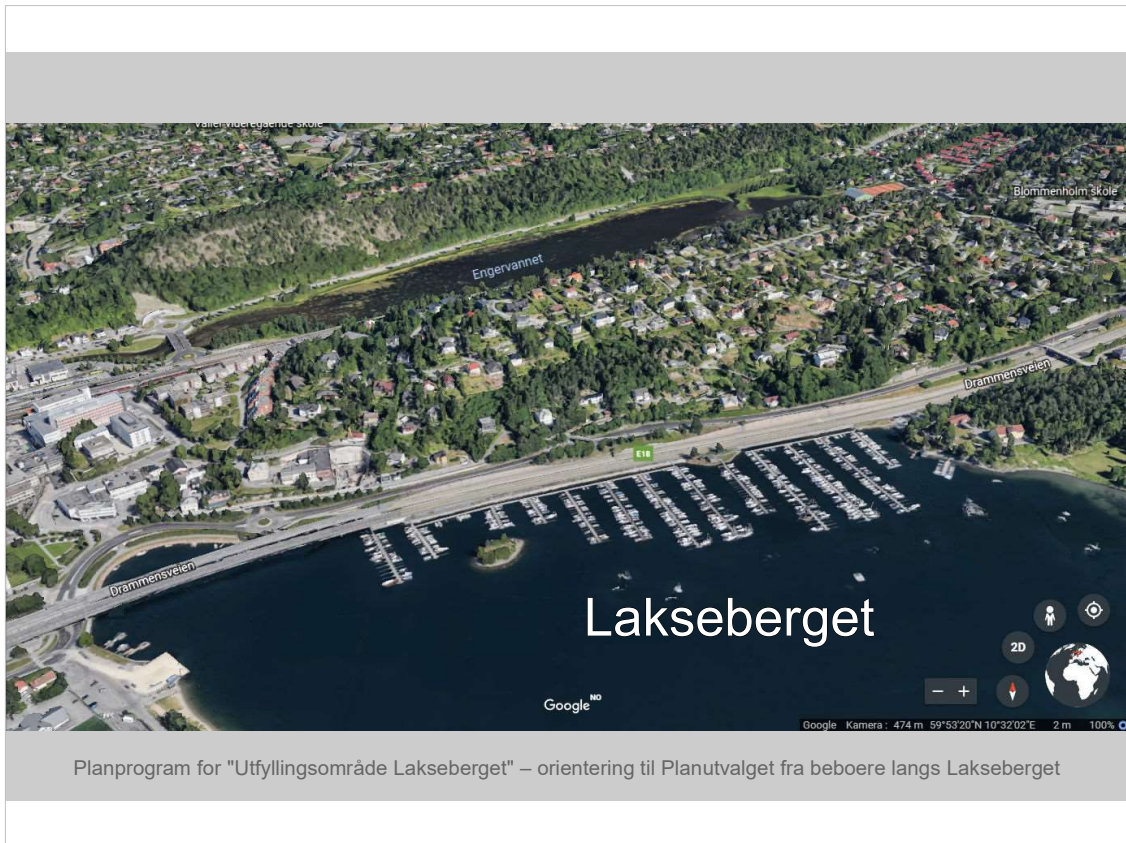 Valler videregående skole
Blommenholm skole
Engervannet
Drammensveien
E18
Drammensveien
Lakseberget
2D
Google NO
Google Kamera : 474 m 59°53'20"N 10°32'02"E 2 m 100%
Planprogram for "Utfyllingsområde Lakseberget" – orientering til Planutvalget fra beboere langs Lakseberget